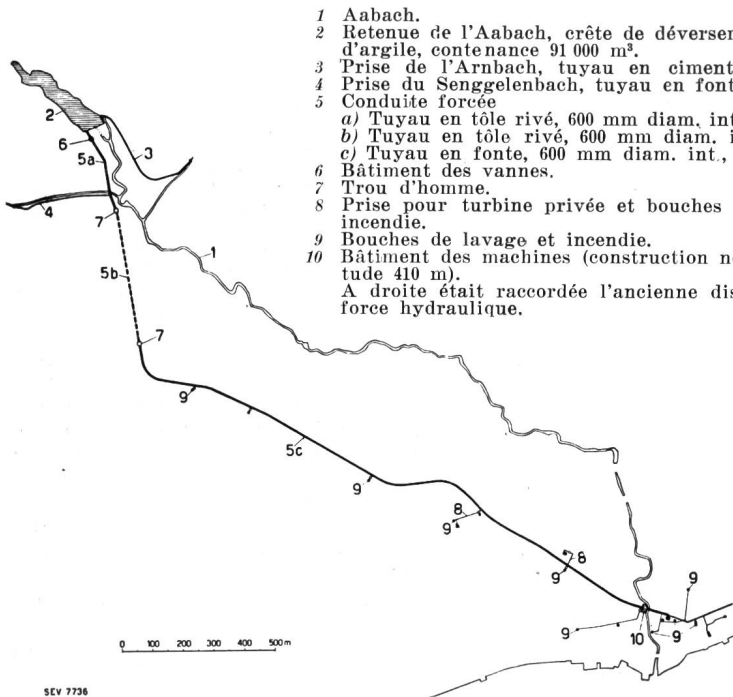 1 Aabach.
2 Retenue de l'Aabach, crête de déversem
d'argile, contenance 91 000 m³.
3 Prise de l'Arnbach, tuyau en ciment
4 Prise du Senggelenbach, tuyau en font
5 Conduite forcée
a) Tuyau en tôle rivé, 600 mm diam. int
b) Tuyau en tôle rivé, 600 mm diam. i
c) Tuyau en fonte, 600 mm diam. int.,
6 Bâtiment des vannes.
7 Trou d'homme.
8 Prise pour turbine privée et bouches
incendie.
9 Bouches de lavage et incendie.
10 Bâtiment des machines (construction no
tude 410 m).
A droite était raccordée l'ancienne dis
force hydraulique.
2
6
5a
3
4
7
1
5b
7
9
5c
9
8
9
8
9
9
9
10
9
0 100 200 300 400 500 m
SEV 7736